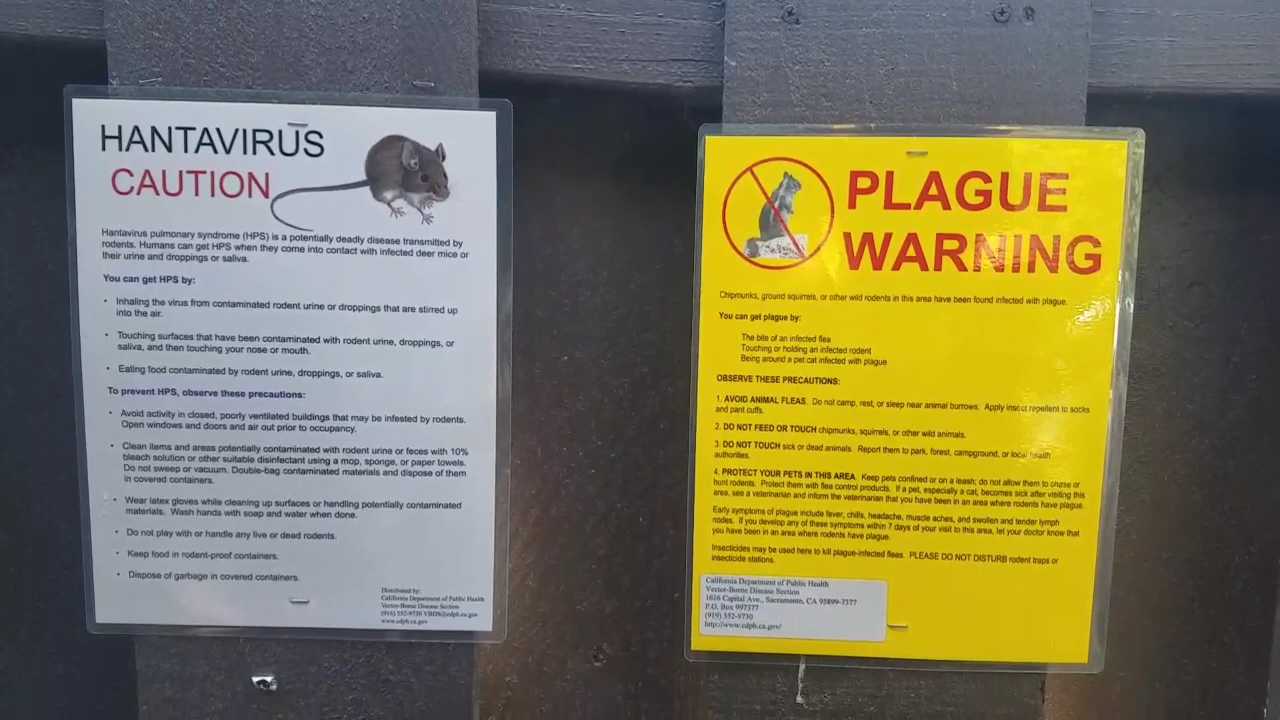 HANTAVIRUS
CAUTION
Hantavirus pulmonary syndrome (HPS) is a potentially deadly disease transmitted by
rodents. Humans can get HPS when they come into contact with infected deer mice or
their urine and droppings or saliva.
You can get HPS by:
• Inhaling the virus from contaminated rodent urine or droppings that are stirred up
into the air.
• Touching surfaces that have been contaminated with rodent urine, droppings, or
saliva, and then touching your nose or mouth.
• Eating food contaminated by rodent urine, droppings, or saliva.
To prevent HPS, observe these precautions:
• Avoid activity in closed, poorly ventilated buildings that may be infested by rodents.
Open windows and doors and air out prior to occupancy.
• Clean items and areas potentially contaminated with rodent urine or feces with 10%
bleach solution or other suitable disinfectant using a mop, sponge, or paper towels.
Do not sweep or vacuum. Double-bag contaminated materials and dispose of them
in covered containers.
• Wear latex gloves while cleaning up surfaces or handling potentially contaminated
materials. Wash hands with soap and water when done.
• Do not play with or handle any live or dead rodents.
• Keep food in rodent-proof containers.
• Dispose of garbage in covered containers.
Distributed by:
California Department of Public Health
Vector-Borne Disease Section
(916) 552-9730 VBDS@cdph.ca.gov
www.cdph.ca.gov
PLAGUE
WARNING
Chipmunks, ground squirrels, or other wild rodents in this area have been found infected with plague.
You can get plague by:
The bite of an infected flea
Touching or holding an infected rodent
Being around a pet cat infected with plague
OBSERVE THESE PRECAUTIONS:
1. AVOID ANIMAL FLEAS. Do not camp, rest, or sleep near animal burrows. Apply insect repellent to socks
and pant cuffs.
2. DO NOT FEED OR TOUCH chipmunks, squirrels, or other wild animals.
3. DO NOT TOUCH sick or dead animals. Report them to park, forest, campground, or local health
authorities.
4. PROTECT YOUR PETS IN THIS AREA. Keep pets confined or on a leash; do not allow them to chase or
hunt rodents. Protect them with flea control products. If a pet, especially a cat, becomes sick after visiting this
area, see a veterinarian and inform the veterinarian that you have been in an area where rodents have plague.
Early symptoms of plague include fever, chills, headache, muscle aches, and swollen and tender lymph
nodes. If you develop any of these symptoms within 7 days of your visit to this area, let your doctor know that
you have been in an area where rodents have plague.
Insecticides may be used here to kill plague-infected fleas. PLEASE DO NOT DISTURB rodent traps or
insecticide stations.
California Department of Public Health
Vector-Borne Disease Section
1616 Capital Ave., Sacramento, CA 95899-7377
P.O. Box 997377
(919) 552-9730
http://www.cdph.ca.gov/